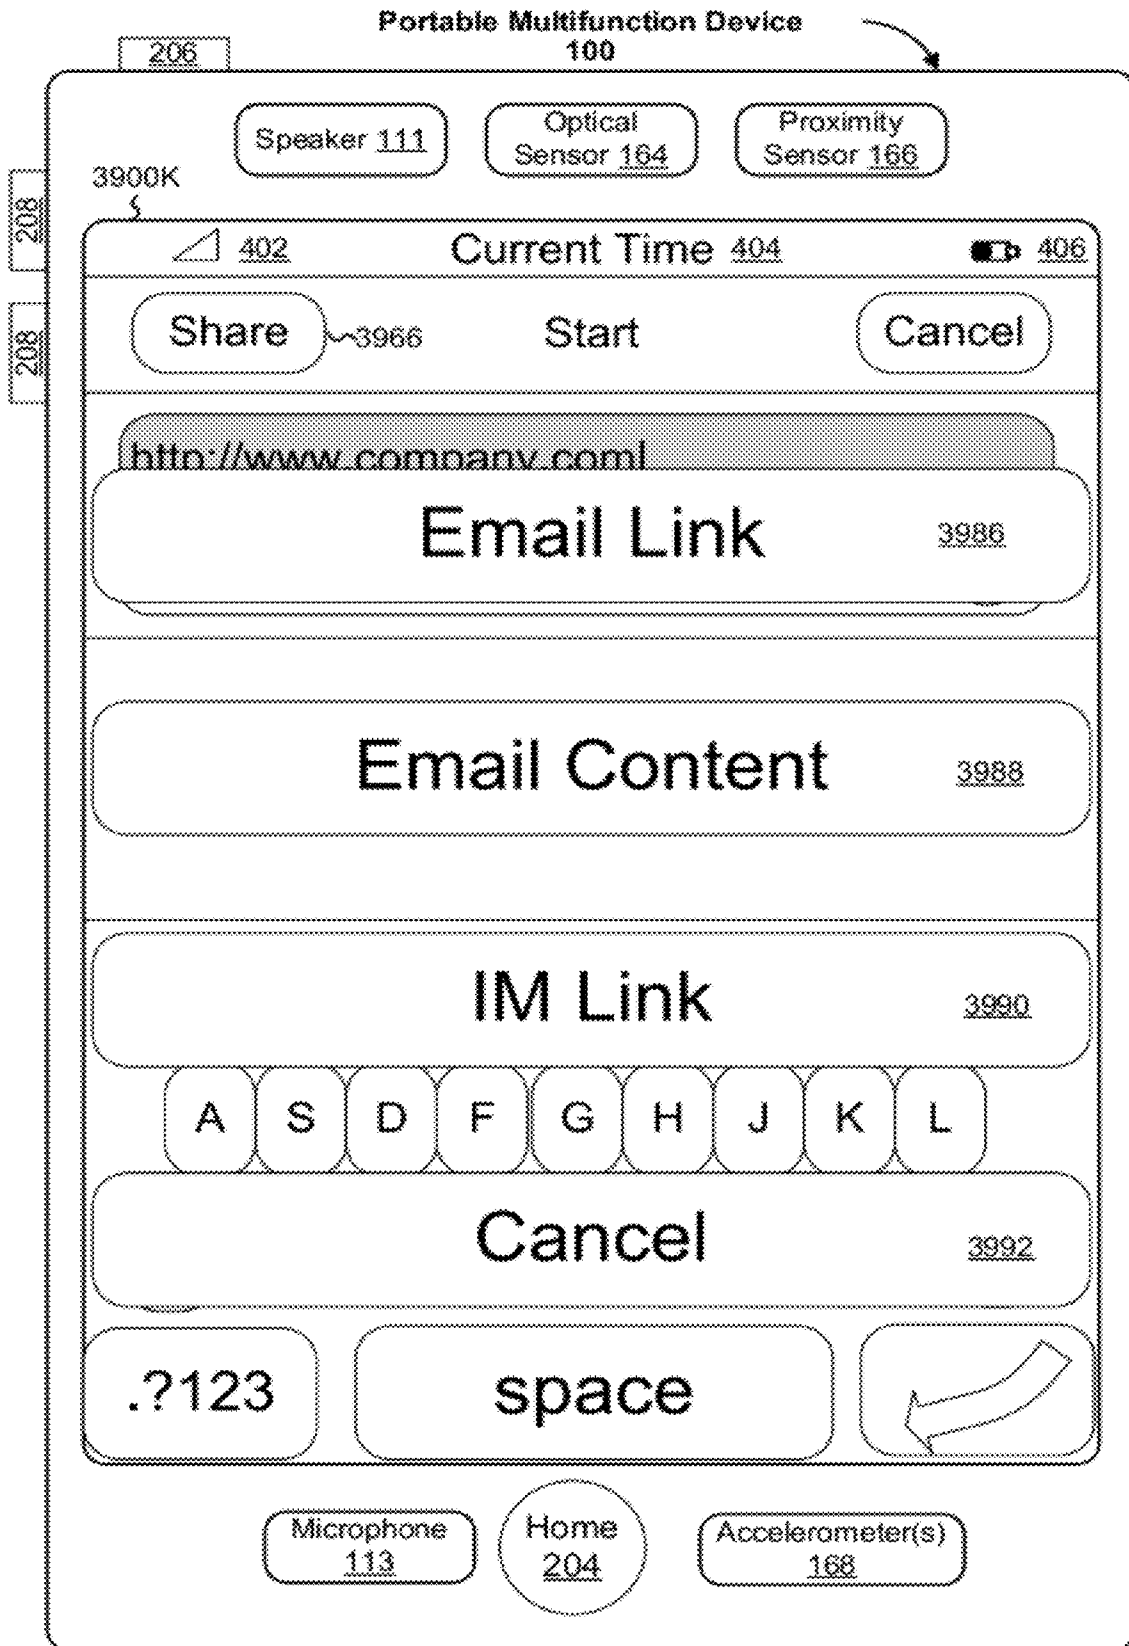 Portable Multifunction Device
100
206
Speaker 111
Optical
Sensor 164
Proximity
Sensor 166
208
208
3900K
402
Current Time 404
406
Share
3966
Start
Cancel
http://www.company.com|
Email Link
3986
Email Content
3988
IM Link
3990
A S D F G H J K L
Cancel
3992
.?123
space
Microphone
113
Home
204
Accelerometer(s)
168